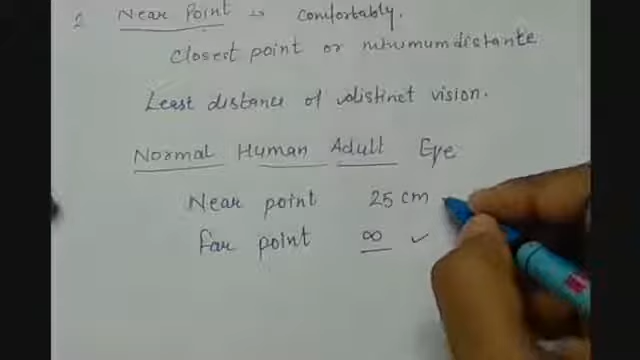 2 Near Point is comfortably.
Closest point or minimum distante
Least distance of distinct vision.
Normal Human Adult Eye
Near point 25 cm
Far point ∞ ✓